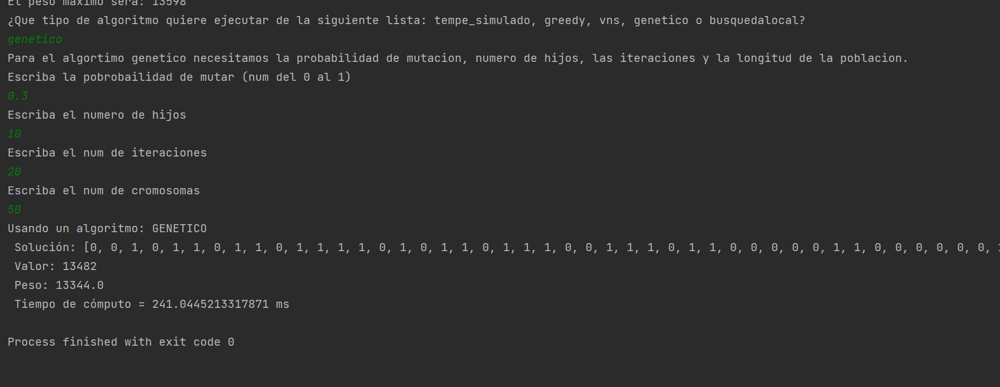 El peso maximo sera: 13598
¿Que tipo de algoritmo quiere ejecutar de la siguiente lista: tempe_simulado, greedy, vns, genetico o busquedalocal?
genetico
Para el algortimo genetico necesitamos la probabilidad de mutacion, numero de hijos, las iteraciones y la longitud de la poblacion.
Escriba la pobrobailidad de mutar (num del 0 al 1)
0.3
Escriba el numero de hijos
10
Escriba el num de iteraciones
20
Escriba el num de cromosomas
50
Usando un algoritmo: GENETICO
Solución: [0, 0, 1, 0, 1, 1, 0, 1, 1, 0, 1, 1, 1, 1, 0, 1, 0, 1, 1, 0, 1, 1, 1, 0, 0, 1, 1, 1, 0, 1, 1, 0, 0, 0, 0, 0, 1, 1, 0, 0, 0, 0, 0, 0, 1
Valor: 13482
Peso: 13344.0
Tiempo de cómputo = 241.0445213317871 ms
Process finished with exit code 0